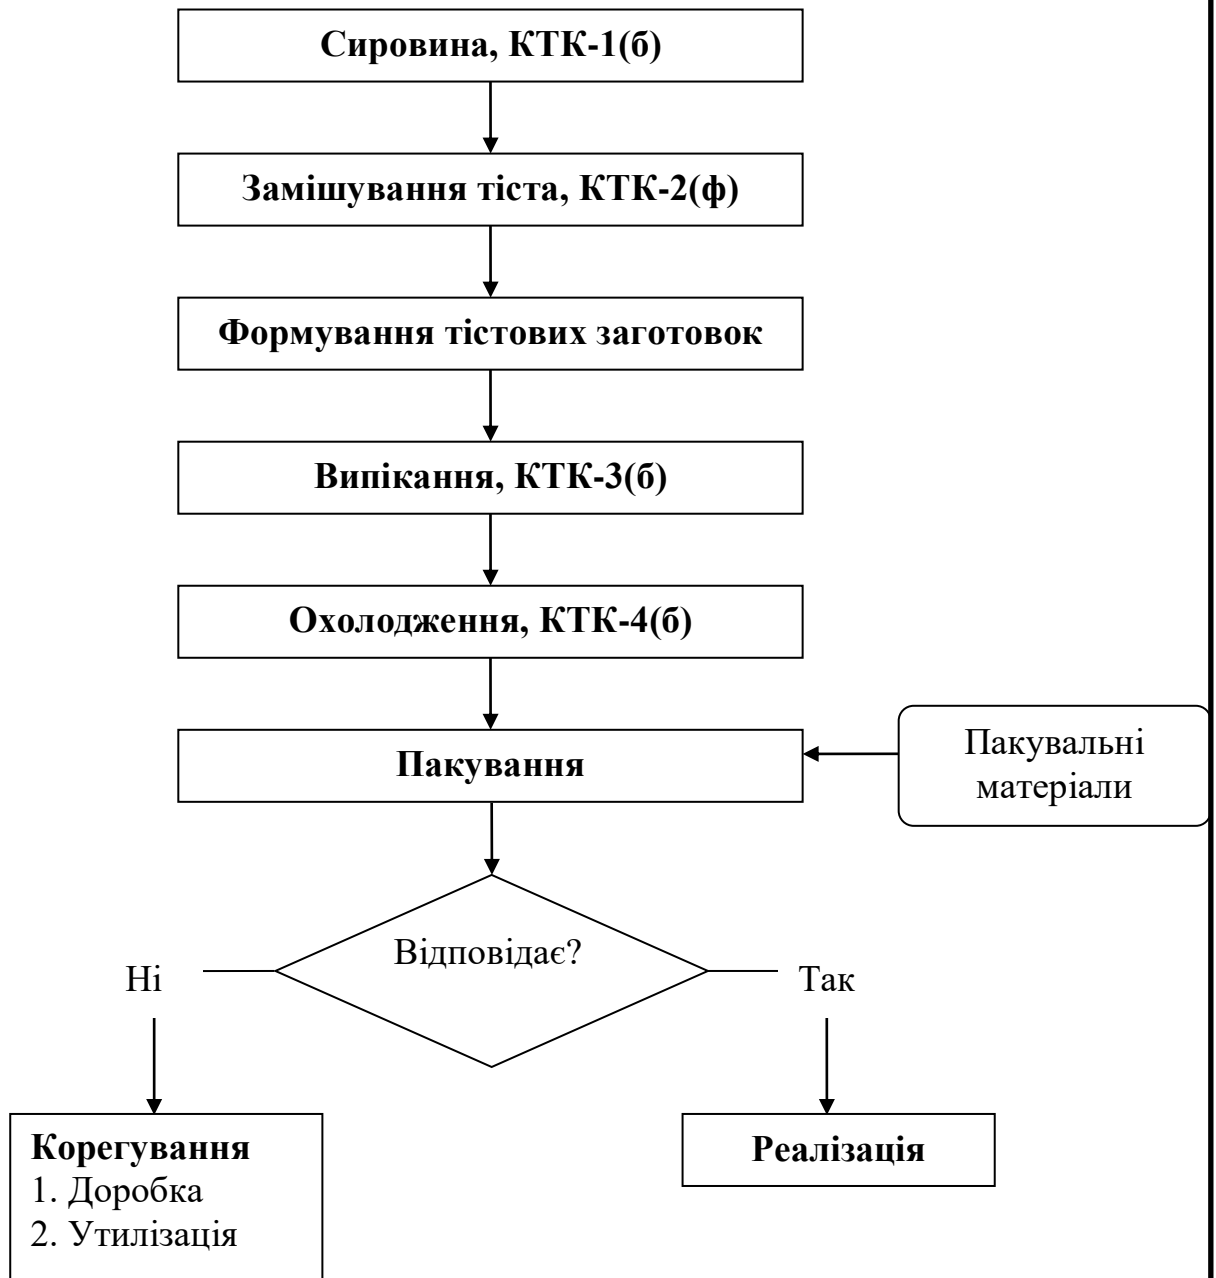 Сировина, КТК-1(б)
Замішування тіста, КТК-2(ф)
Формування тістових заготовок
Випікання, КТК-3(б)
Охолодження, КТК-4(б)
Пакування
Пакувальні
матеріали
Відповідає?
Ні
Так
Корегування
1. Доробка
2. Утилізація
Реалізація